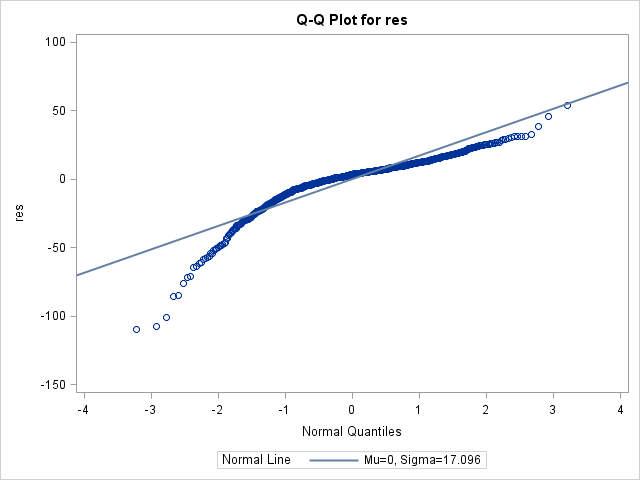 Q-Q Plot for res
100
50
0
-50
-100
-150
res
-4 -3 -2 -1 0 1 2 3 4
Normal Quantiles
Normal Line Mu=0, Sigma=17.096